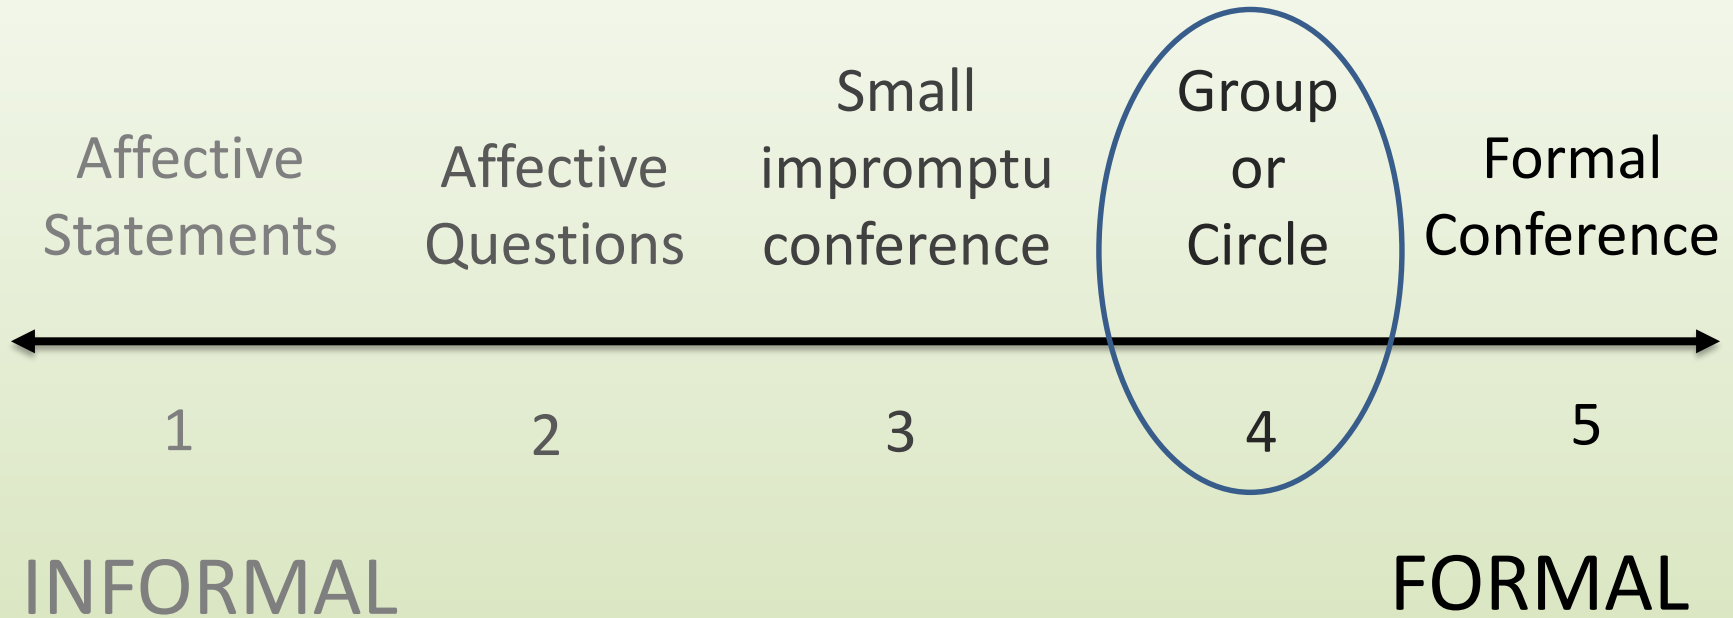 Affective
Statements
Affective
Questions
Small
impromptu
conference
Group
or
Circle
Formal
Conference
1
2
3
4
5
INFORMAL
FORMAL